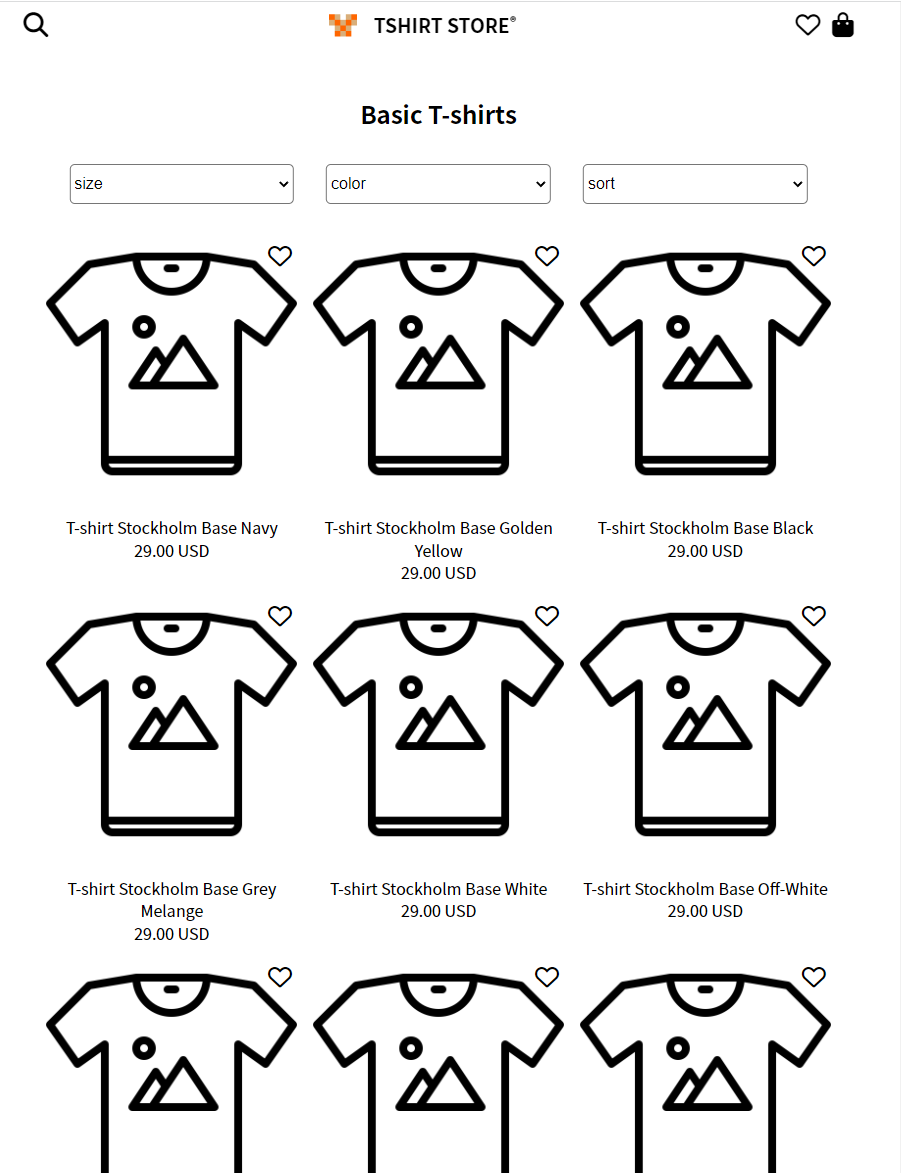 TSHIRT STORE®
Basic T-shirts
size
color
sort
T-shirt Stockholm Base Navy
29.00 USD
T-shirt Stockholm Base Golden
Yellow
29.00 USD
T-shirt Stockholm Base Black
29.00 USD
T-shirt Stockholm Base Grey
Melange
29.00 USD
T-shirt Stockholm Base White
29.00 USD
T-shirt Stockholm Base Off-White
29.00 USD